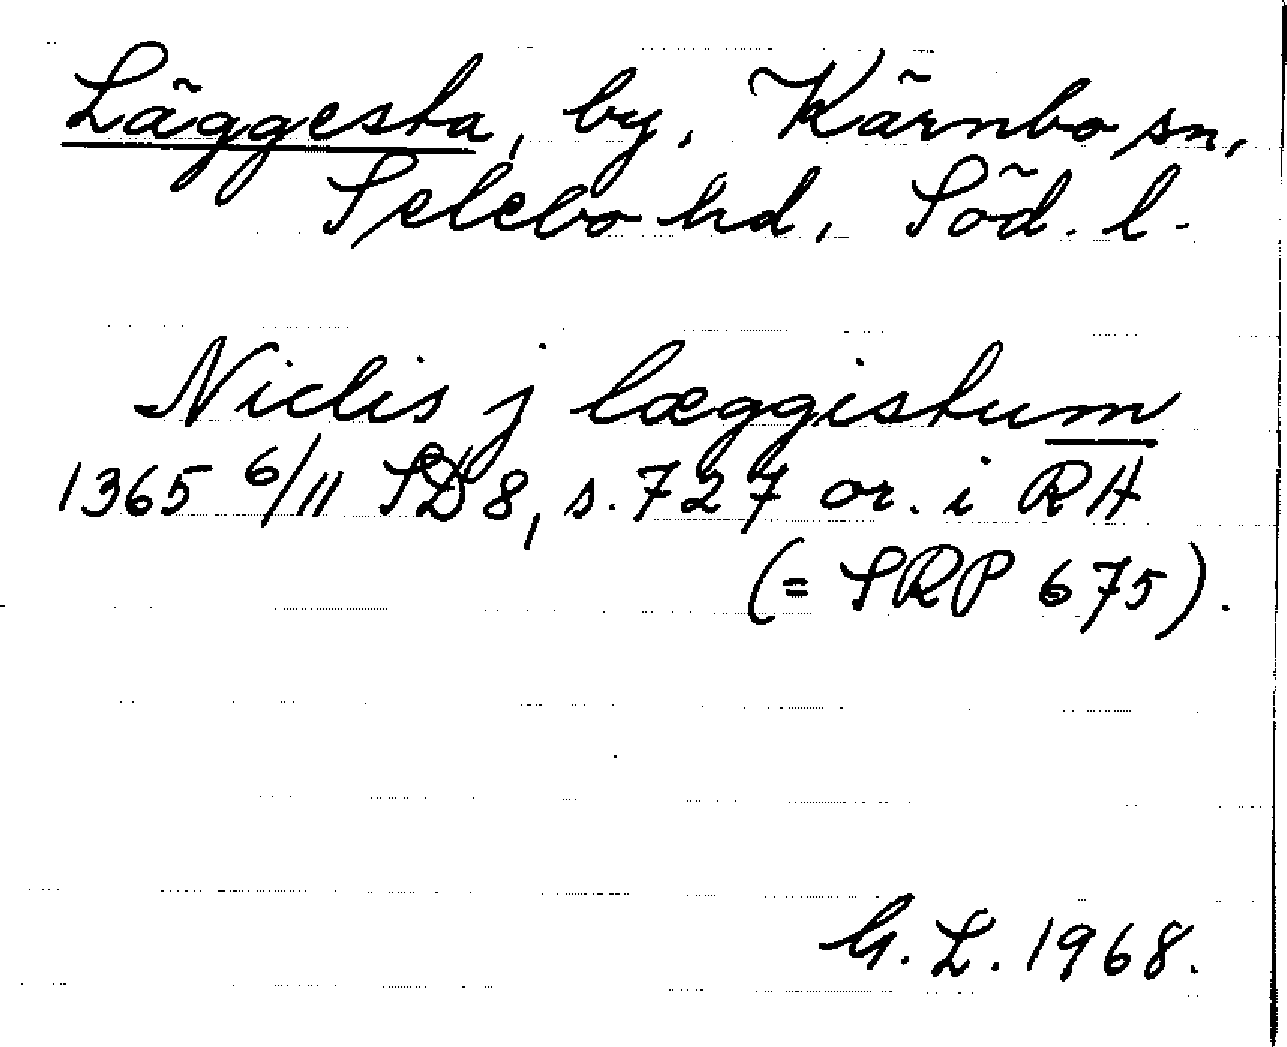 Läggesta, by, Kärnbo sn,
Selebo hd, Söd. l.
Niclis j læggistum
1365 6/11 SD 8, s. 727 or. i RA
(= SRP 675).
G. L. 1968.